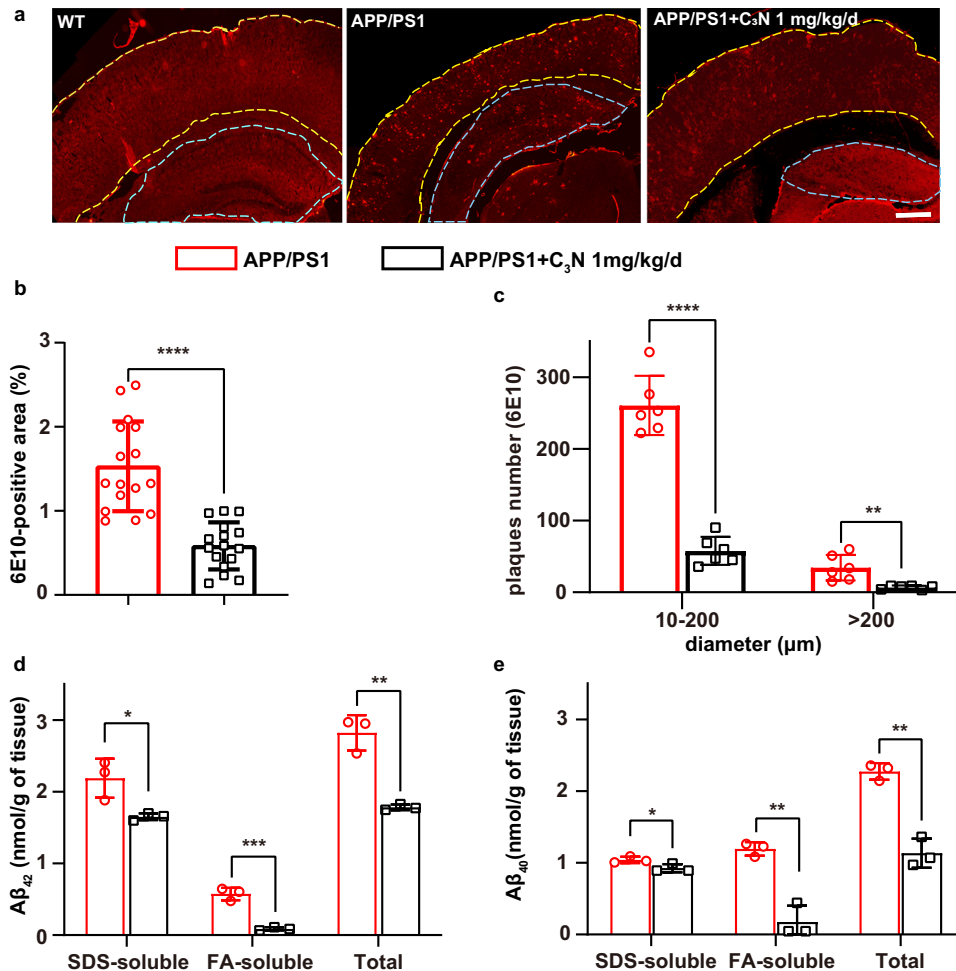 a
WT
APP/PS1
APP/PS1+C₃N 1 mg/kg/d
APP/PS1
APP/PS1+C₃N 1mg/kg/d
b
6E10-positive area (%)
3
2
1
0
****
c
plaques number (6E10)
300
200
100
50
0
****
**
10-200
>200
diameter (μm)
d
Aβ₄₂ (nmol/g of tissue)
3
2
1
0
*
***
**
SDS-soluble
FA-soluble
Total
e
Aβ₄₀(nmol/g of tissue)
3
2
1
0
*
**
**
SDS-soluble
FA-soluble
Total